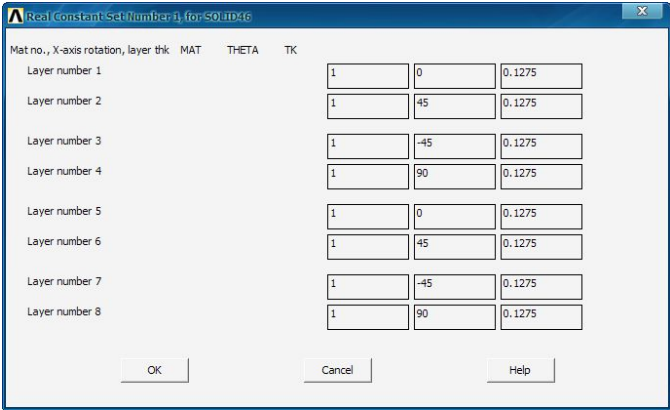 Real Constant Set Number 1, for SOLID46
Mat no., X-axis rotation, layer thk MAT THETA TK
Layer number 1 1 0 0.1275
Layer number 2 1 45 0.1275
Layer number 3 1 -45 0.1275
Layer number 4 1 90 0.1275
Layer number 5 1 0 0.1275
Layer number 6 1 45 0.1275
Layer number 7 1 -45 0.1275
Layer number 8 1 90 0.1275
OK Cancel Help